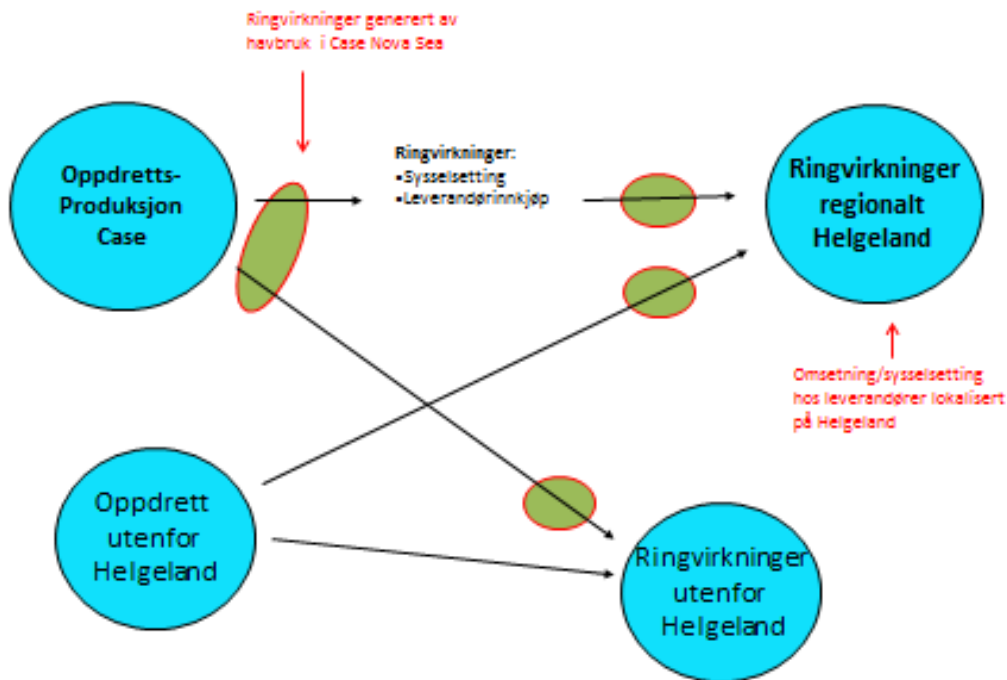 Ringvirkninger generert av
havbruk i Case Nova Sea
Oppdretts-
Produksjon
Case
Ringvirkninger:
•Sysselsetting
•Leverandørinnkjøp
Ringvirkninger
regionalt
Helgeland
Omsetning/sysselsetting
hos leverandører lokalisert
på Helgeland
Oppdrett
utenfor
Helgeland
Ringvirkninger
utenfor
Helgeland